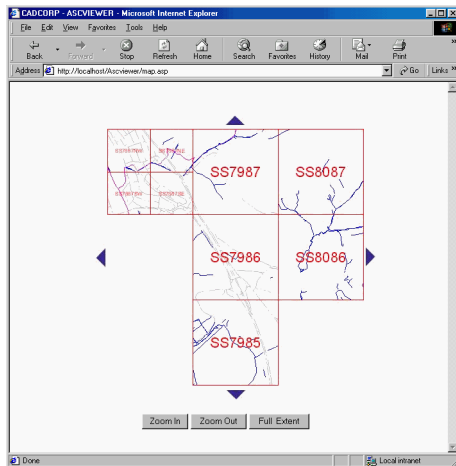 CADCORP - ASCVIEWER - Microsoft Internet Explorer
File Edit View Favorites Tools Help
Back Forward Stop Refresh Home Search Favorites History Mail Print
Address http://localhost/Ascviewer/map.asp Go Links »
SS7987 SS8087
SS7986 SS8086
SS7985
Zoom In Zoom Out Full Extent
Done Local intranet